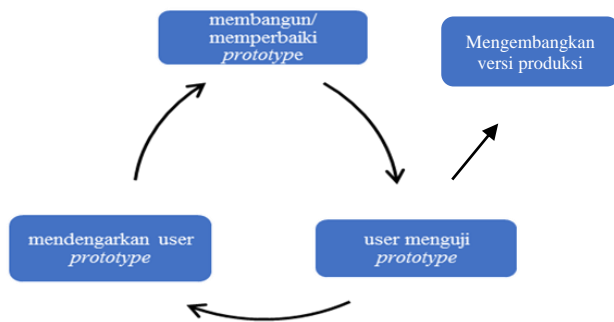 membangun/
memperbaiki
prototype
Mengembangkan
versi produksi
mendengarkan user
prototype
user menguji
prototype